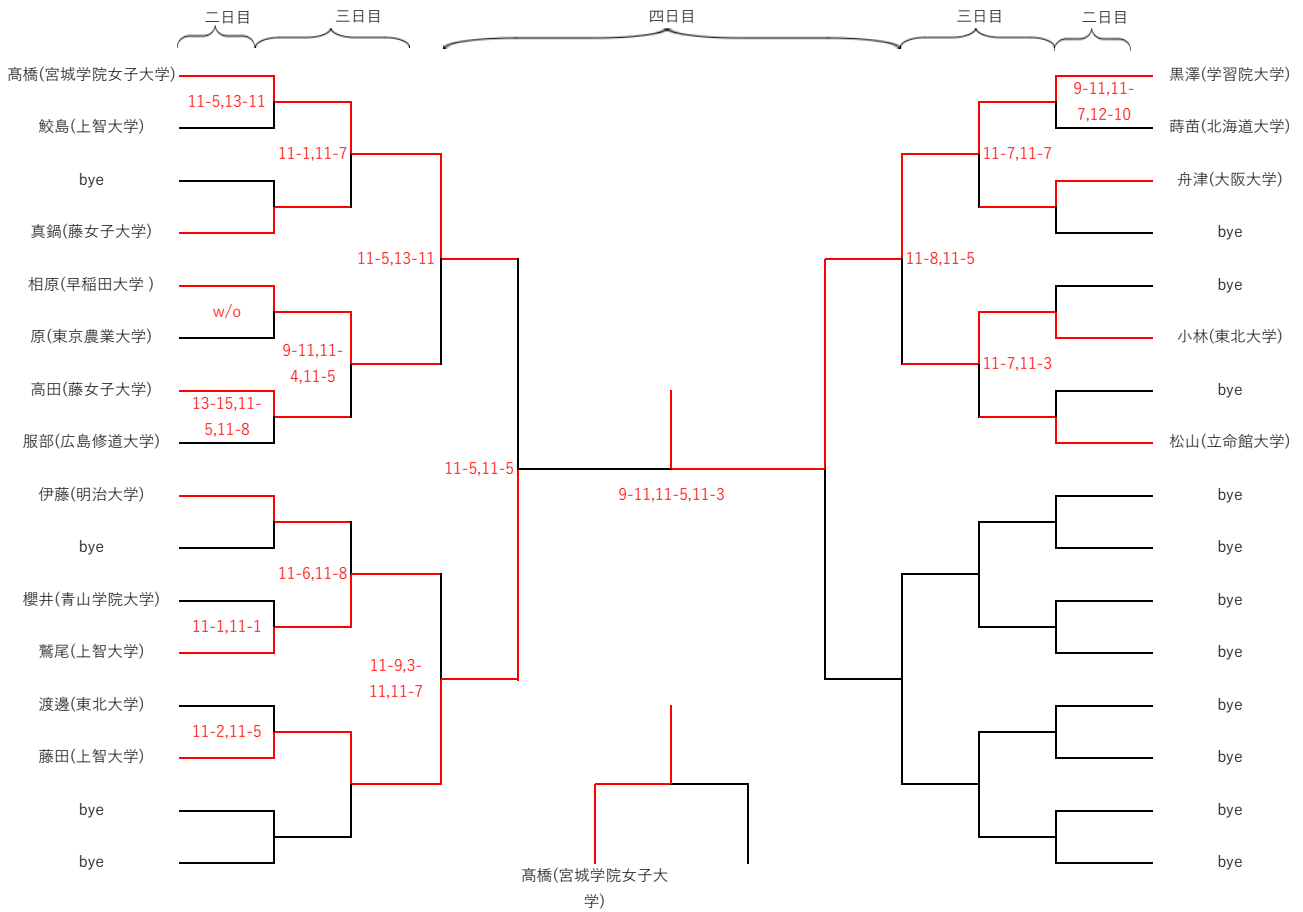 二日目
三日目
四日目
三日目
二日目
髙橋(宮城学院女子大学)
11-5,13-11
鮫島(上智大学)
11-1,11-7
bye
真鍋(藤女子大学)
11-5,13-11
相原(早稲田大学 )
w/o
原(東京農業大学)
9-11,11-
4,11-5
高田(藤女子大学)
13-15,11-
5,11-8
服部(広島修道大学)
11-5,11-5
伊藤(明治大学)
bye
11-6,11-8
櫻井(青山学院大学)
11-1,11-1
鷲尾(上智大学)
11-9,3-
11,11-7
渡邊(東北大学)
11-2,11-5
藤田(上智大学)
bye
bye
9-11,11-5,11-3
髙橋(宮城学院女子大
学)
黒澤(学習院大学)
9-11,11-
7,12-10
蒔苗(北海道大学)
11-7,11-7
舟津(大阪大学)
bye
11-8,11-5
bye
小林(東北大学)
11-7,11-3
bye
松山(立命館大学)
bye
bye
bye
bye
bye
bye
bye
bye